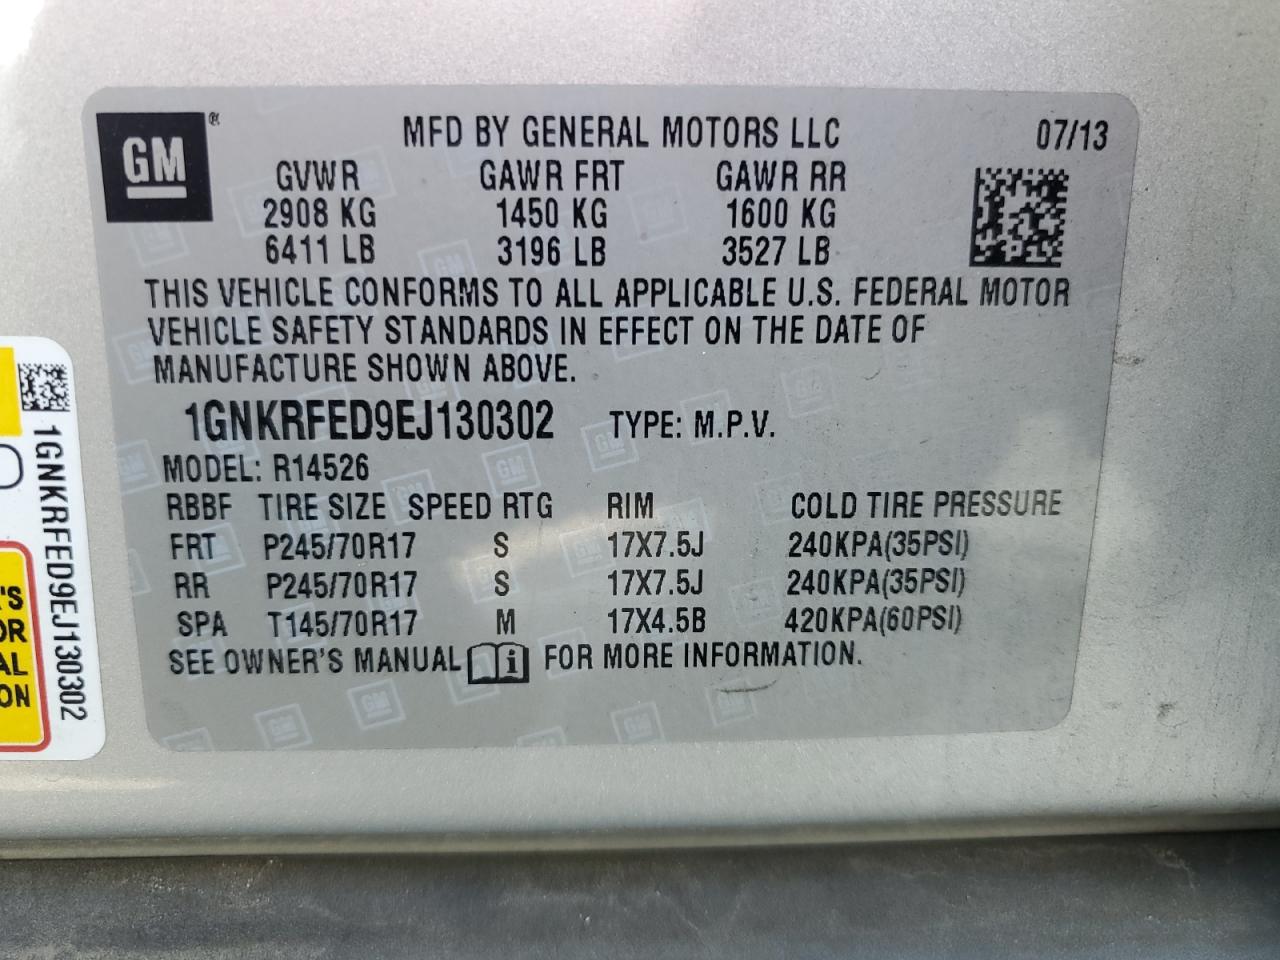 GM®
MFD BY GENERAL MOTORS LLC 07/13
GVWR GAWR FRT GAWR RR
2908 KG 1450 KG 1600 KG
6411 LB 3196 LB 3527 LB
THIS VEHICLE CONFORMS TO ALL APPLICABLE U.S. FEDERAL MOTOR
VEHICLE SAFETY STANDARDS IN EFFECT ON THE DATE OF
MANUFACTURE SHOWN ABOVE.
1GNKRFED9EJ130302 TYPE: M.P.V.
MODEL: R14526
RBBF TIRE SIZE SPEED RTG RIM COLD TIRE PRESSURE
FRT P245/70R17 S 17X7.5J 240KPA(35PSI)
RR P245/70R17 S 17X7.5J 240KPA(35PSI)
SPA T145/70R17 M 17X4.5B 420KPA(60PSI)
SEE OWNER'S MANUAL i FOR MORE INFORMATION.
1GNKRFED9EJ130302
'S
OR
AL
ON